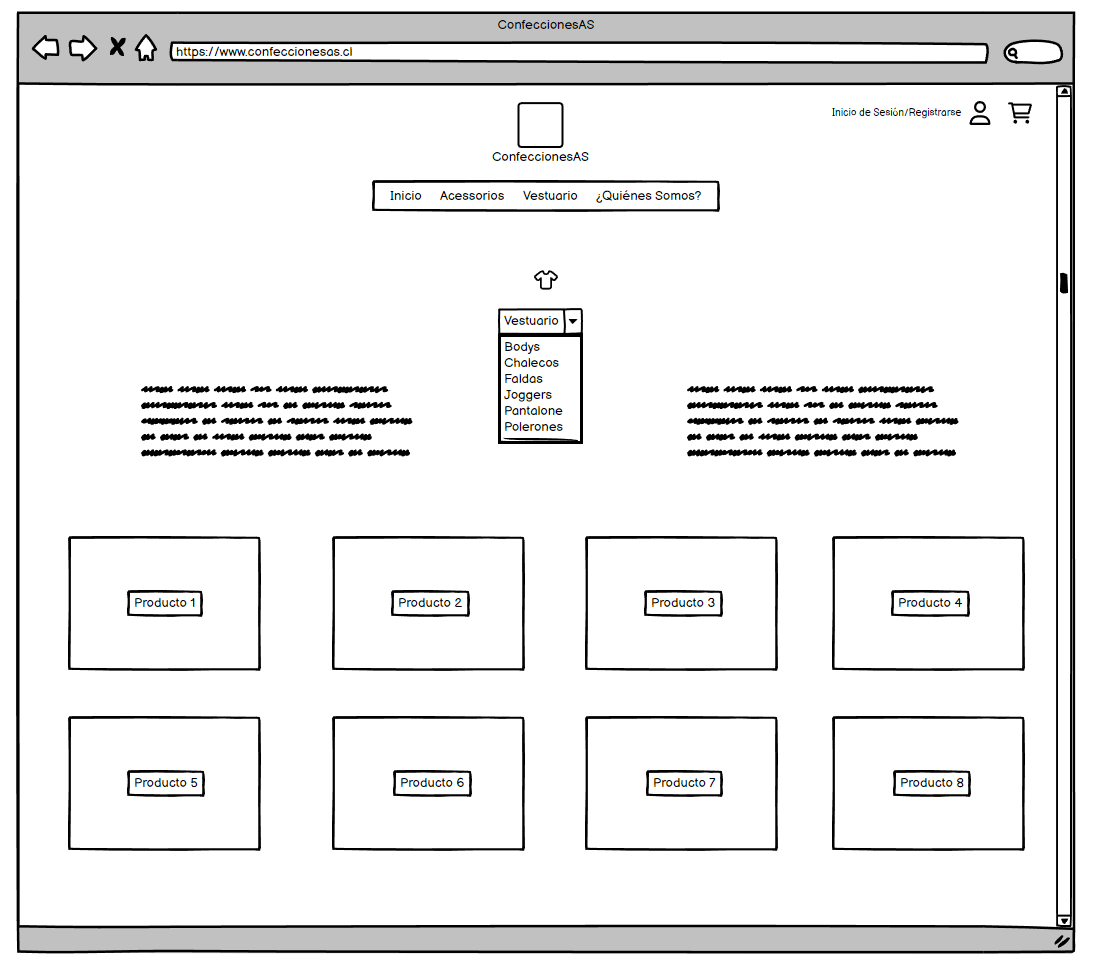 ConfeccionesAS
https://www.confeccionesas.cl
Inicio de Sesión/Registrarse
ConfeccionesAS
Inicio Acessorios Vestuario ¿Quiénes Somos?
Vestuario
Bodys
Chalecos
Faldas
Joggers
Pantalone
Polerones
Producto 1 Producto 2 Producto 3 Producto 4
Producto 5 Producto 6 Producto 7 Producto 8